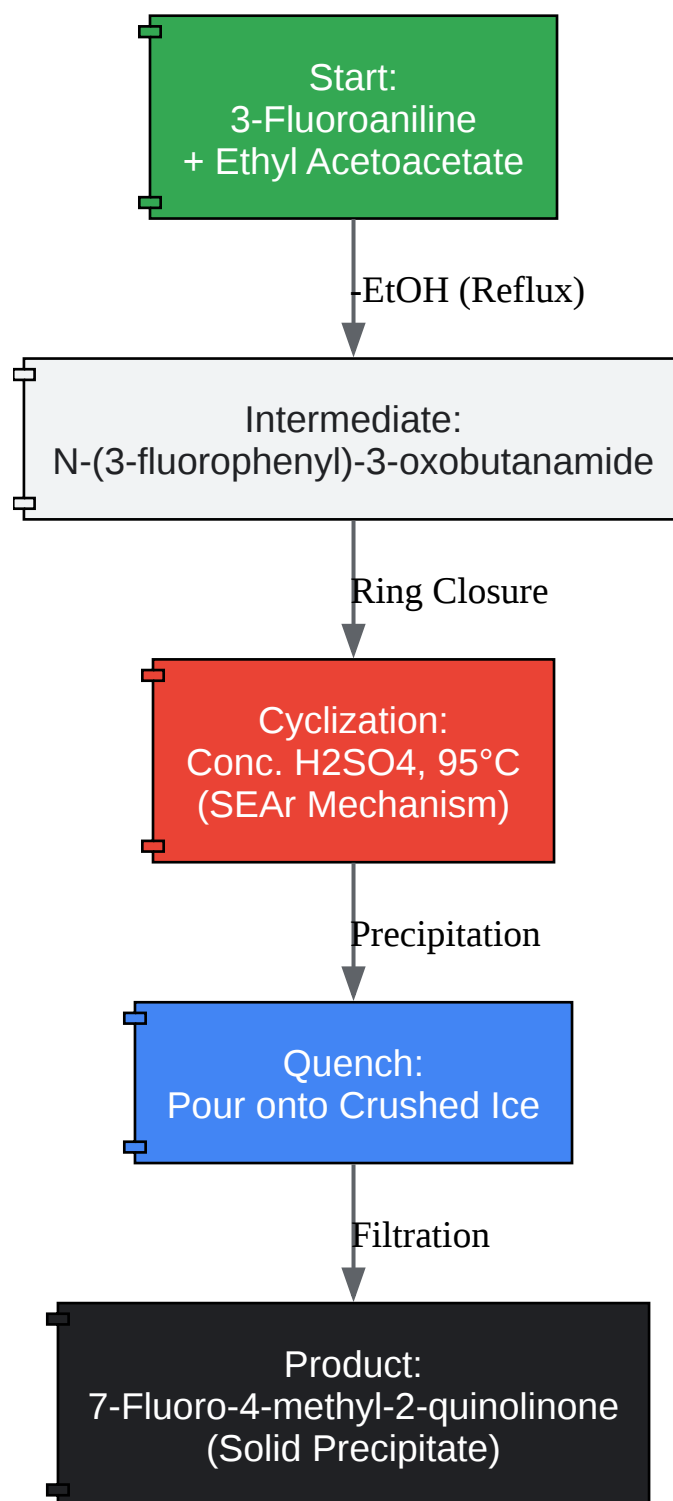 Start:
3-Fluoroaniline
+ Ethyl Acetoacetate
-EtOH (Reflux)
Intermediate:
N-(3-fluorophenyl)-3-oxobutanamide
Ring Closure
Cyclization:
Conc. H2SO4, 95°C
(SEAr Mechanism)
Precipitation
Quench:
Pour onto Crushed Ice
Filtration
Product:
7-Fluoro-4-methyl-2-quinolinone
(Solid Precipitate)